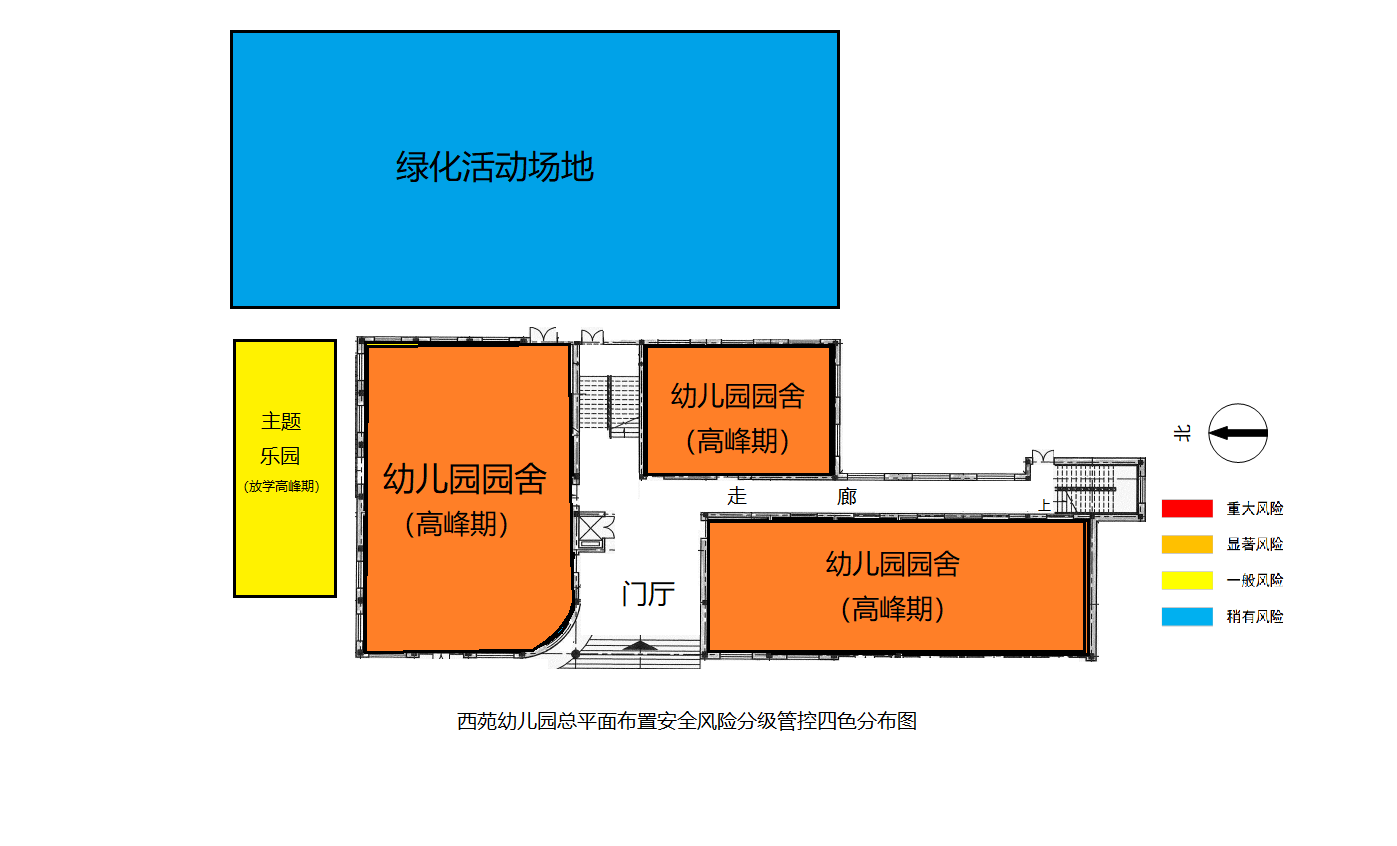 绿化活动场地
主题
乐园
（放学高峰期）
幼儿园园舍
（高峰期）
幼儿园园舍
（高峰期）
走 廊
上
幼儿园园舍
（高峰期）
门厅
北
重大风险
显著风险
一般风险
稍有风险
西苑幼儿园总平面布置安全风险分级管控四色分布图